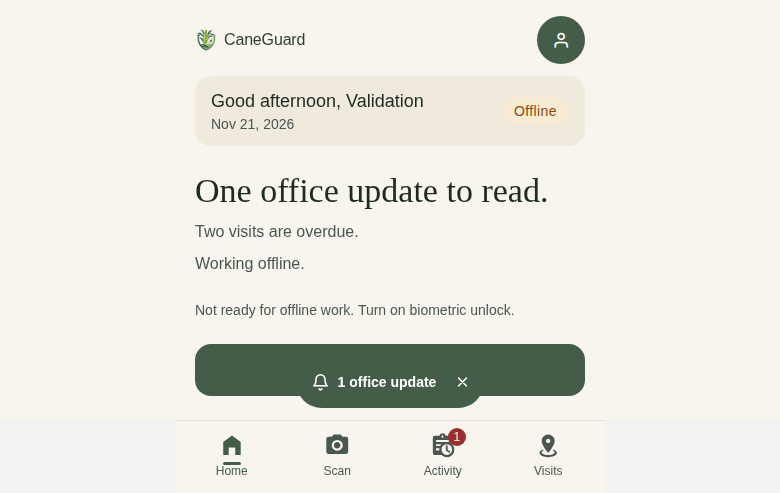 CaneGuard
Good afternoon, Validation
Nov 21, 2026
Offline
One office update to read.
Two visits are overdue.
Working offline.
Not ready for offline work. Turn on biometric unlock.
1 office update
1
Home
Scan
Activity
Visits